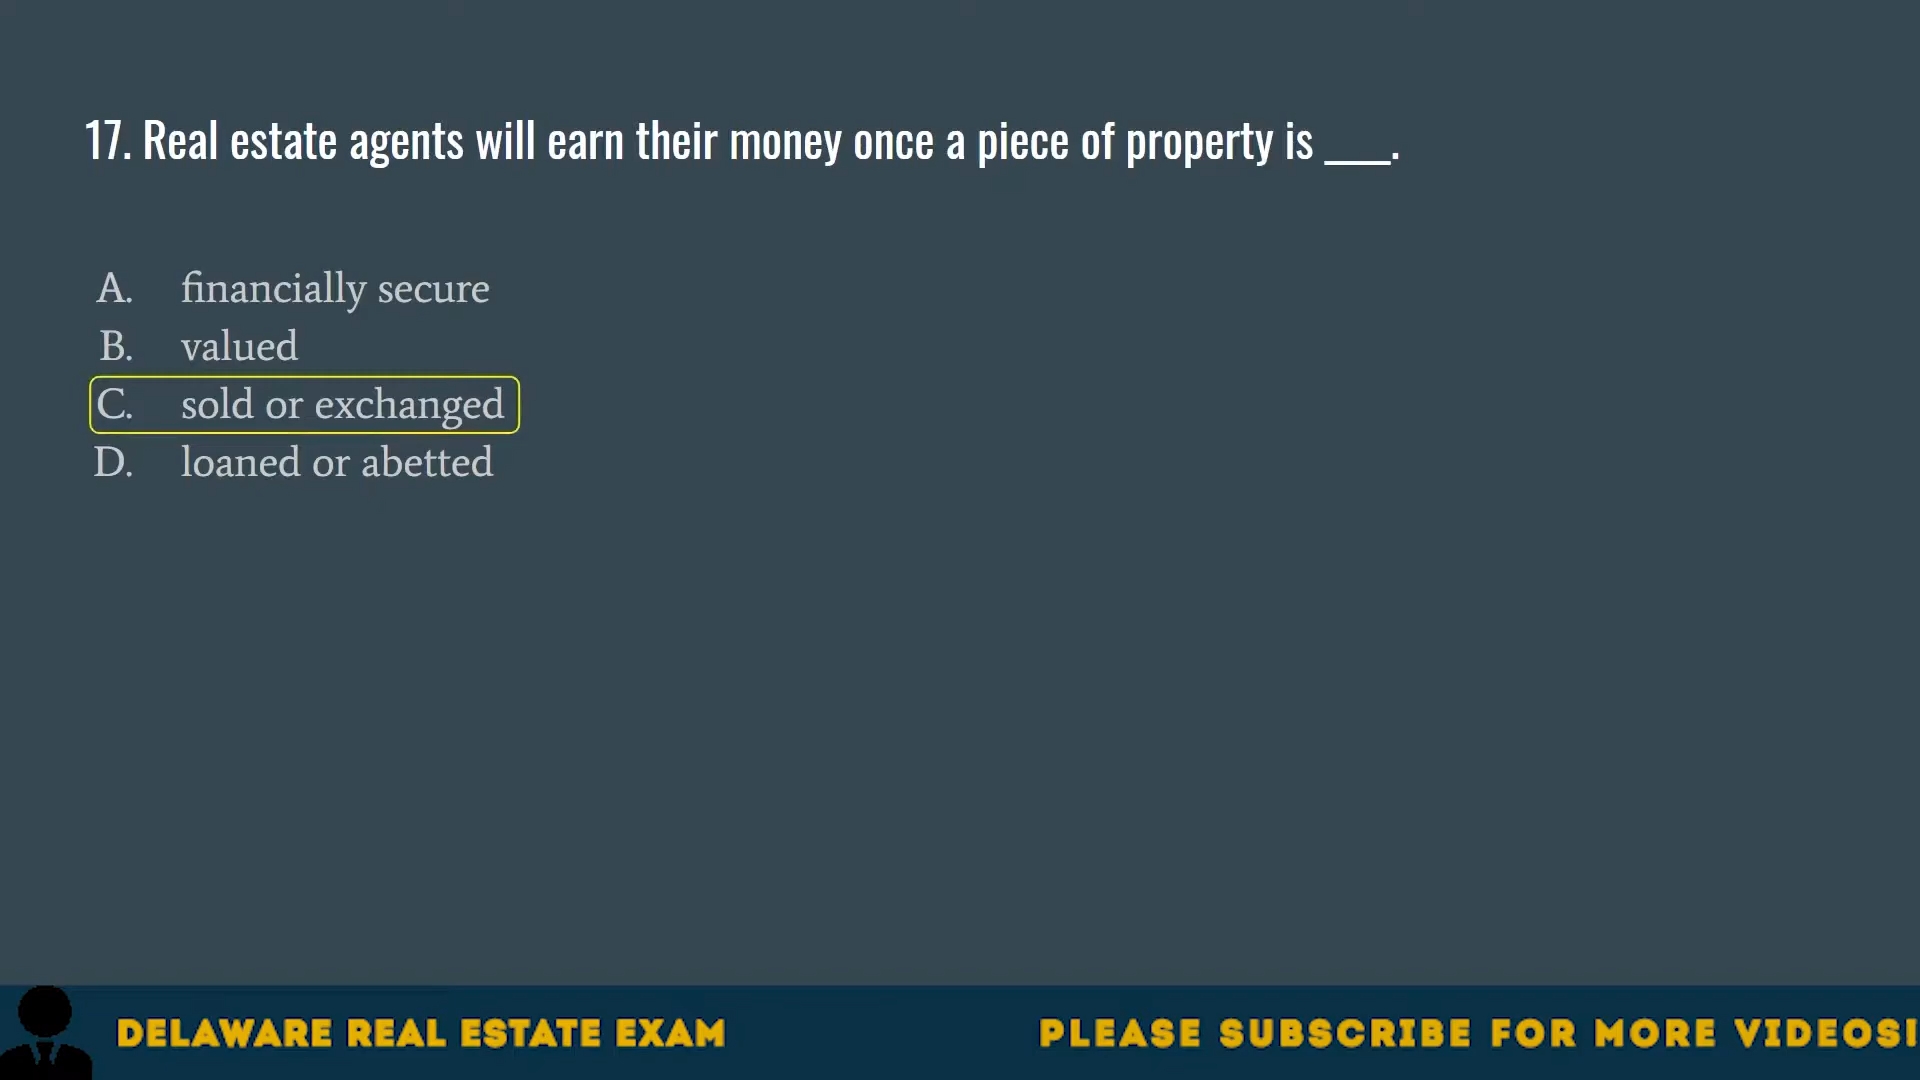 17. Real estate agents will earn their money once a piece of property is ____.
A. financially secure
B. valued
C. sold or exchanged
D. loaned or abetted
DELAWARE REAL ESTATE EXAM
PLEASE SUBSCRIBE FOR MORE VIDEOS!